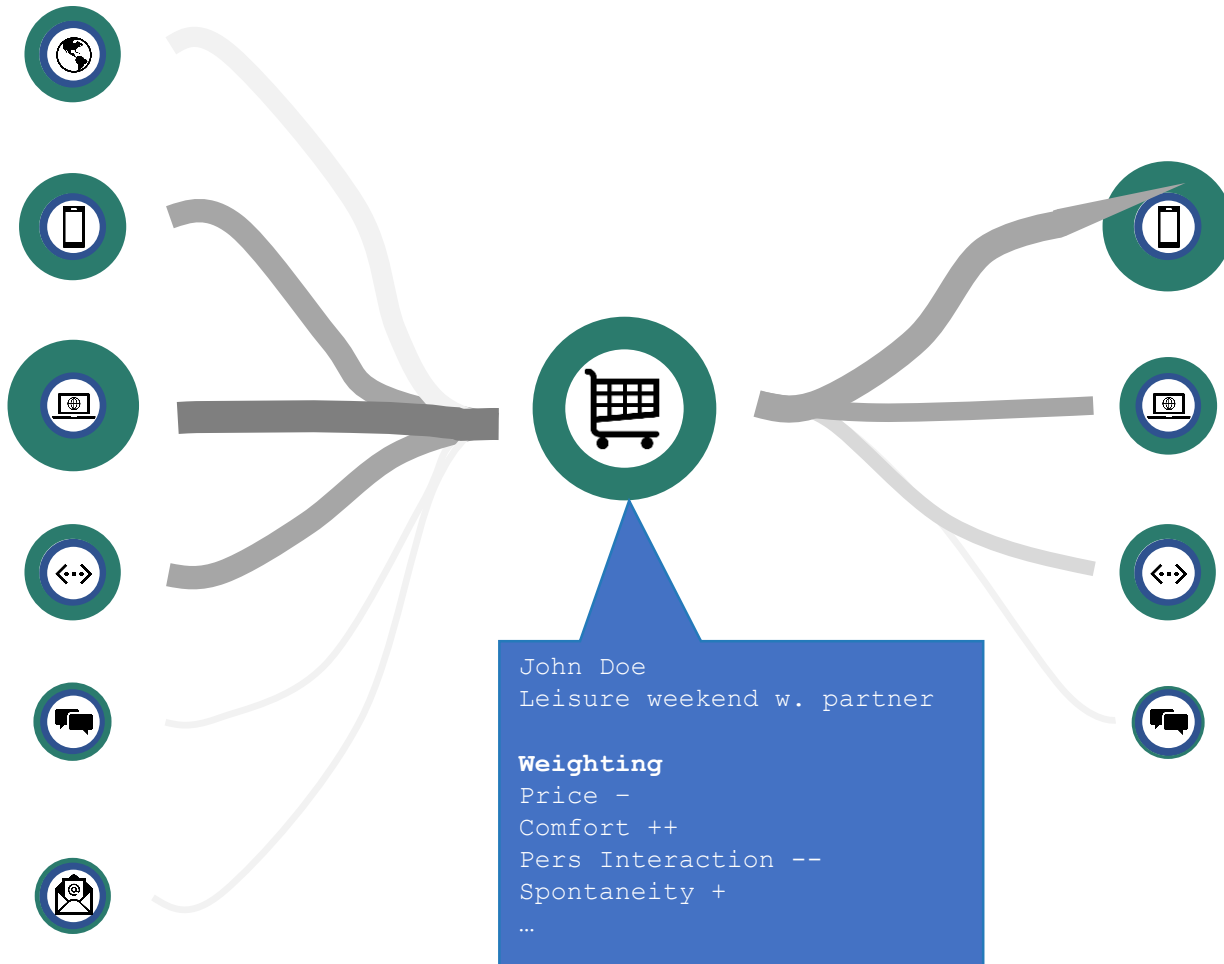 John Doe
Leisure weekend w. partner
Weighting
Price –
Comfort ++
Pers Interaction --
Spontaneity +
…